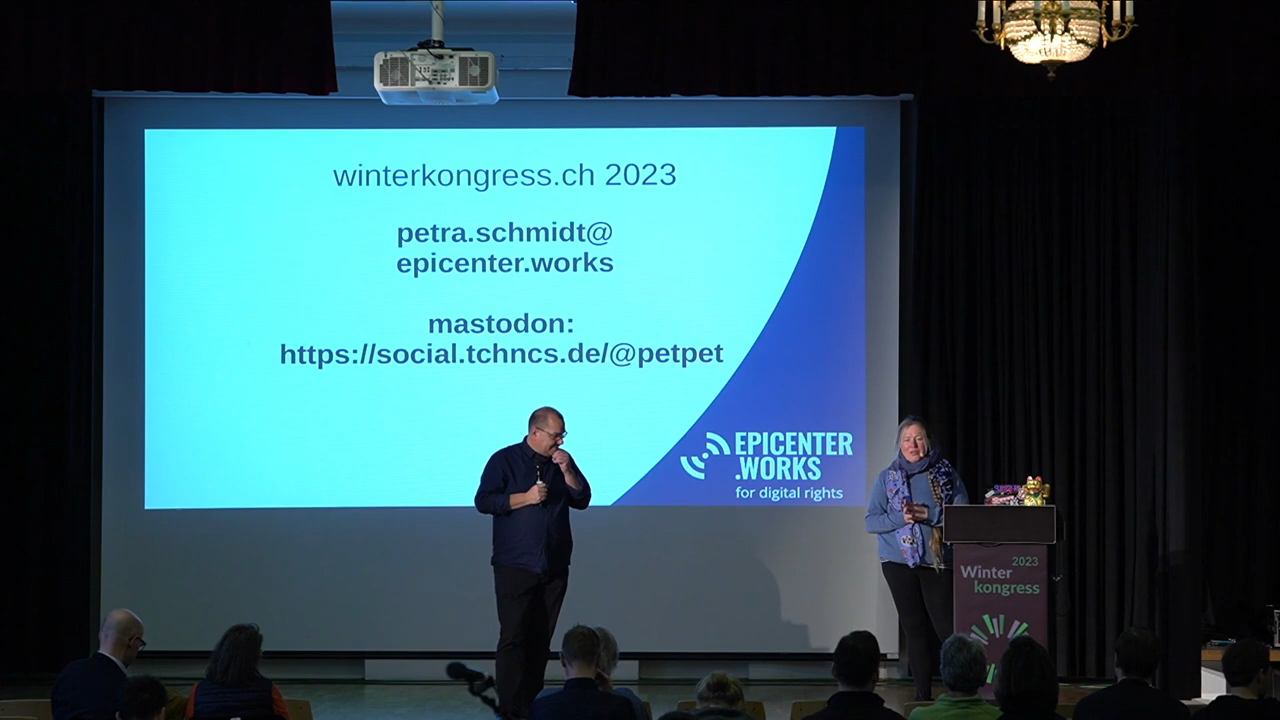 winterkongress.ch 2023
petra.schmidt@
epicenter.works
mastodon:
https://social.tchncs.de/@petpet
EPICENTER
.WORKS
for digital rights
2023
Winter
kongress